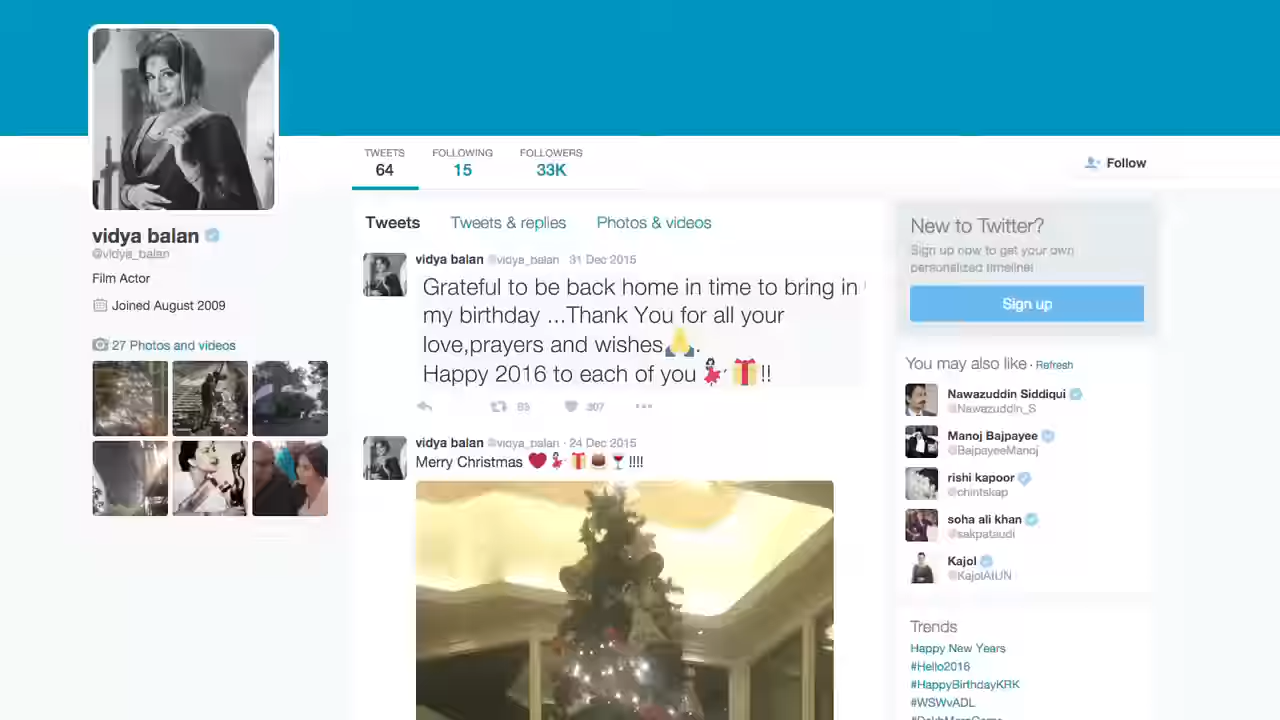 TWEETS FOLLOWING FOLLOWERS
64 15 33K
Follow
vidya balan
@vidya_balan
Film Actor
Joined August 2009
27 Photos and videos
Tweets Tweets & replies Photos & videos
vidya balan @vidya_balan 31 Dec 2015
Grateful to be back home in time to bring in
my birthday ...Thank You for all your
love,prayers and wishes🙏.
Happy 2016 to each of you 💃🎁!!
307
vidya balan @vidya_balan · 24 Dec 2015
Merry Christmas ❤💃🎁🎂🍷!!!!
New to Twitter?
Sign up now to get your own
personalized timeline!
Sign up
You may also like · Refresh
Nawazuddin Siddiqui
@Nawazuddin_S
Manoj Bajpayee
@BajpayeeManoj
rishi kapoor
@chintskap
soha ali khan
@sakpataudi
Kajol
Trends
Happy New Years
#Hello2016
#HappyBirthdayKRK
#WSWvADL